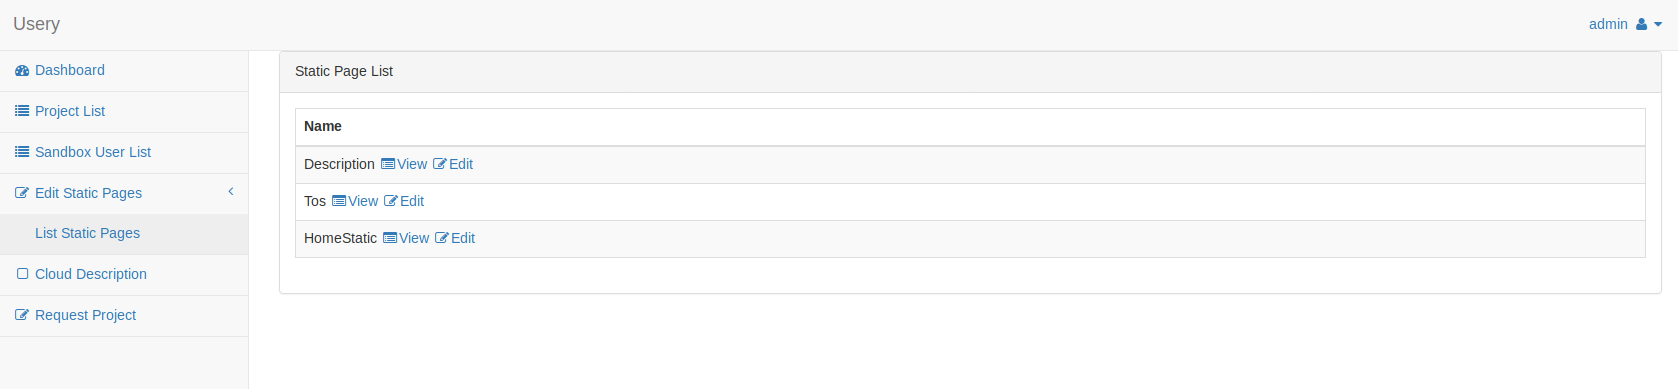 Usery
admin
Dashboard
Project List
Sandbox User List
Edit Static Pages
List Static Pages
Cloud Description
Request Project
Static Page List
Name
Description View Edit
Tos View Edit
HomeStatic View Edit